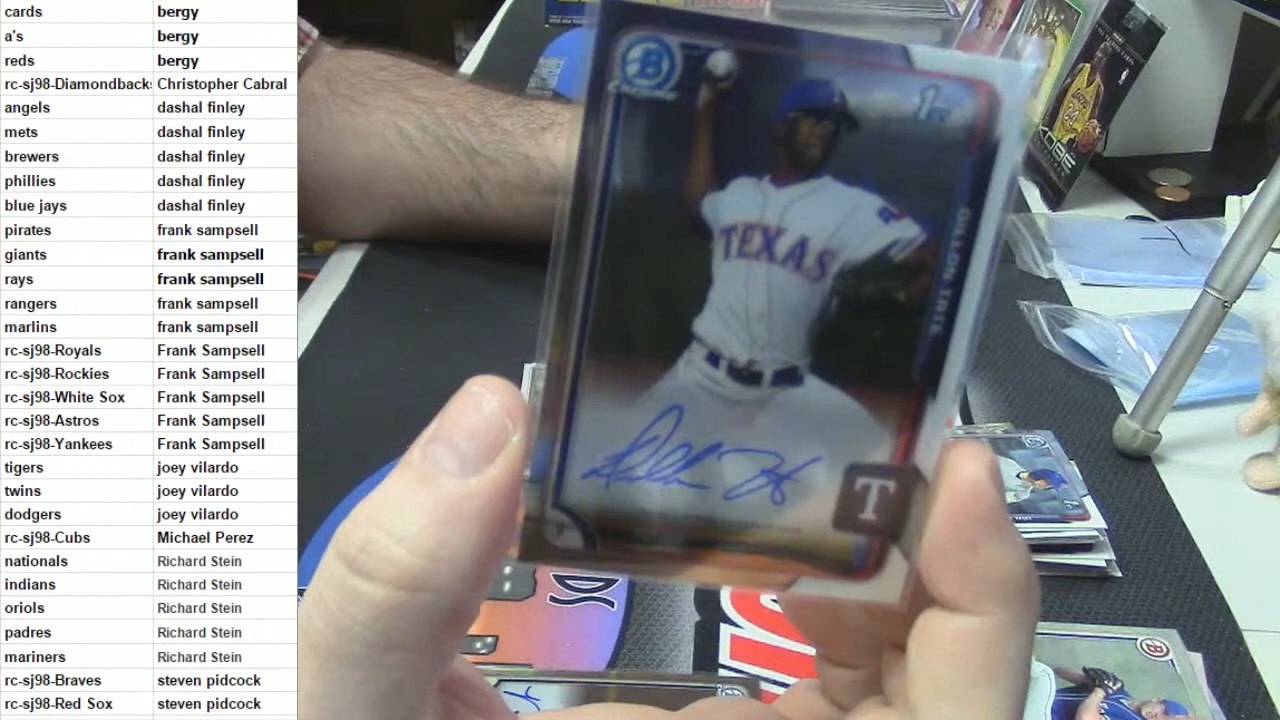 cards bergy
a's bergy
reds bergy
rc-sj98-Diamondbacks Christopher Cabral
angels dashal finley
mets dashal finley
brewers dashal finley
phillies dashal finley
blue jays dashal finley
pirates frank sampsell
giants frank sampsell
rays frank sampsell
rangers frank sampsell
marlins frank sampsell
rc-sj98-Royals Frank Sampsell
rc-sj98-Rockies Frank Sampsell
rc-sj98-White Sox Frank Sampsell
rc-sj98-Astros Frank Sampsell
rc-sj98-Yankees Frank Sampsell
tigers joey vilardo
twins joey vilardo
dodgers joey vilardo
rc-sj98-Cubs Michael Perez
nationals Richard Stein
indians Richard Stein
oriols Richard Stein
padres Richard Stein
mariners Richard Stein
rc-sj98-Braves steven pidcock
rc-sj98-Red Sox steven pidcock
B
Chrome
1st
DILLON TATE
TEXAS
T
24
KOBE
DS
B